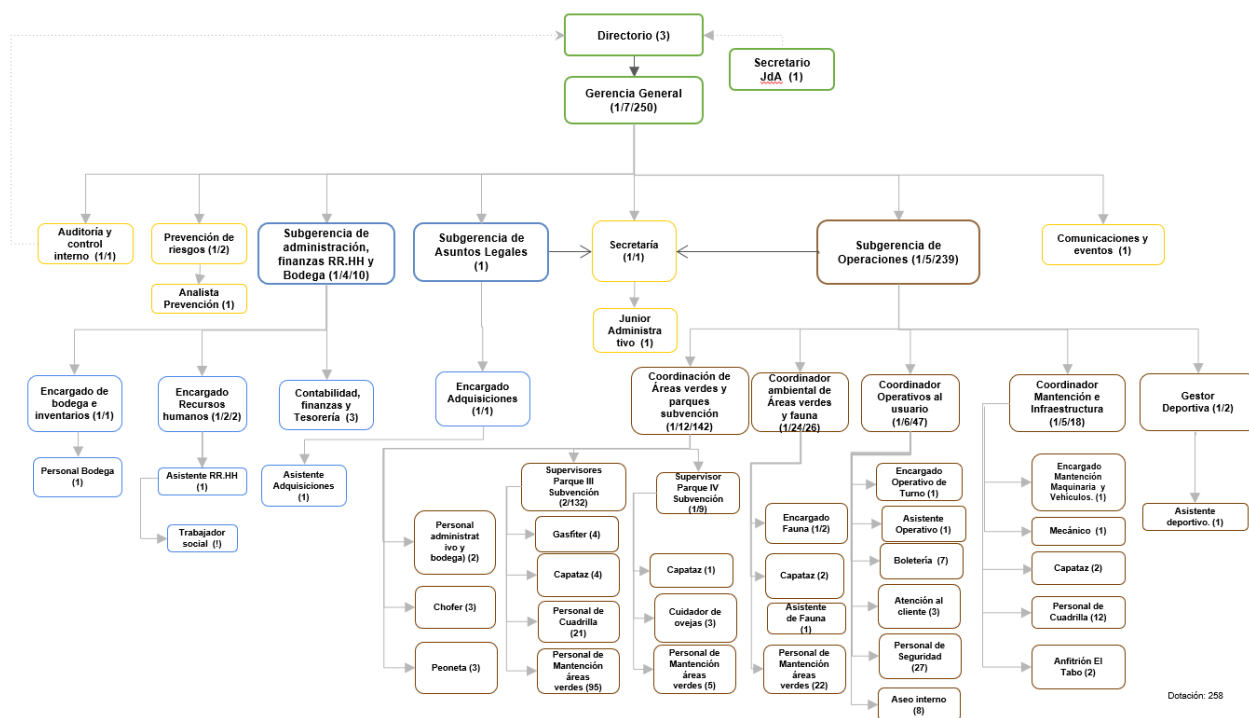 Directorio (3)
Secretario
JdA (1)
Gerencia General
(1/7/250)
Auditoría y
control
interno (1/1)
Prevención de
riesgos (1/2)
Analista
Prevención (1)
Subgerencia de
administración,
finanzas RR.HH y
Bodega (1/4/10)
Subgerencia de
Asuntos Legales
(1)
Secretaría
(1/1)
Subgerencia de
Operaciones (1/5/239)
Comunicaciones y
eventos (1)
Junior
Administra
tivo (1)
Encargado de
bodega e
inventarios (1/1)
Encargado
Recursos
humanos (1/2/2)
Contabilidad,
finanzas y
Tesorería (3)
Encargado
Adquisiciones
(1/1)
Coordinación de
Áreas verdes y
parques
subvención
(1/12/142)
Coordinador
ambiental de
Áreas verdes
y fauna
(1/24/26)
Coordinador
Operativos al
usuario
(1/6/47)
Coordinador
Mantención e
Infraestructura
(1/5/18)
Gestor
Deportiva (1/2)
Personal Bodega
(1)
Asistente RR.HH
(1)
Trabajador
social (!)
Asistente
Adquisiciones
(1)
Personal
administrat
ivo y
bodega) (2)
Chofer (3)
Peoneta (3)
Supervisores
Parque III
Subvención
(2/132)
Gasfiter (4)
Capataz (4)
Personal de
Cuadrilla
(21)
Personal de
Mantención
áreas
verdes (95)
Supervisor
Parque IV
Subvención
(1/9)
Capataz (1)
Cuidador de
ovejas (3)
Personal de
Mantención
áreas
verdes (5)
Encargado
Fauna (1/2)
Capataz (2)
Asistente
de Fauna
(1)
Personal de
Mantención
áreas
verdes (22)
Encargado
Operativo de
Turno (1)
Asistente
Operativo (1)
Boletería (7)
Atención al
cliente (3)
Personal de
Seguridad
(27)
Aseo interno
(8)
Encargado
Mantención
Maquinaria y
Vehículos. (1)
Mecánico (1)
Capataz (2)
Personal de
Cuadrilla (12)
Anfitrión El
Tabo (2)
Asistente
deportivo. (1)
Dotación: 258